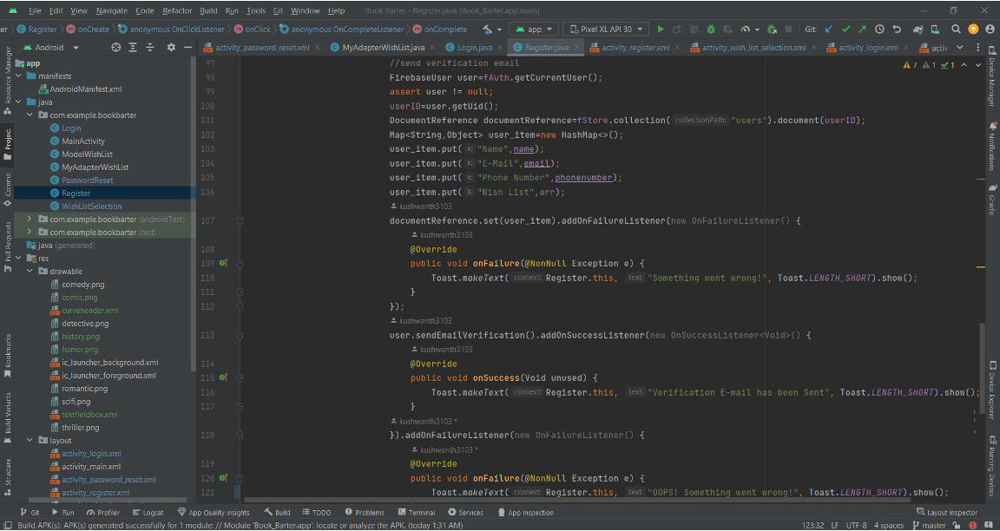 File Edit View Navigate Code Refactor Build Run Tools Git Window Help Book Barter - Register.java [Book_Barter.app.main]
er Register onCreate anonymous OnClickListener onClick anonymous OnCompleteListener onComplete app Pixel XL API 30 Git:
Android activity_password_reset.xml MyAdapterWishList.java Login.java Register.java activity_register.xml activity_wish_list_selection.xml activity_login.xml activ
Resource Manager
Project
Commit
Pull Requests
Bookmarks
Build Variants
Structure
app
manifests
AndroidManifest.xml
java
com.example.bookbarter
Login
MainActivity
ModelWishList
MyAdapterWishList
PasswordReset
Register
WishListSelection
com.example.bookbarter (androidTest)
com.example.bookbarter (test)
java (generated)
res
drawable
comedy.png
comic.png
curveheader.xml
detective.png
history.png
horror.png
ic_launcher_background.xml
ic_launcher_foreground.xml
romantic.png
scifi.png
textfieldbox.xml
thriller.png
layout
activity_login.xml
activity_main.xml
activity_password_reset.xml
activity_register.xml
7 1 1
97 //send verification email
98 FirebaseUser user=fAuth.getCurrentUser();
99 assert user != null;
100 userID=user.getUid();
101 DocumentReference documentReference=fStore.collection( collectionPath: "users").document(userID);
102 Map<String,Object> user_item=new HashMap<>();
103 user_item.put( k: "Name",name);
104 user_item.put( k: "E-Mail",email);
105 user_item.put( k: "Phone Number",phonenumber);
106 user_item.put( k: "Wish List",arr);
kushwanth3103
107 documentReference.set(user_item).addOnFailureListener(new OnFailureListener() {
kushwanth3103
108 @Override
109 public void onFailure(@NonNull Exception e) {
110 Toast.makeText( context: Register.this, text: "Something went wrong!", Toast.LENGTH_SHORT).show();
111 }
112 });
kushwanth3103
113 user.sendEmailVerification().addOnSuccessListener(new OnSuccessListener<Void>() {
kushwanth3103
114 @Override
115 public void onSuccess(Void unused) {
116 Toast.makeText( context: Register.this, text: "Verification E-mail has been Sent", Toast.LENGTH_SHORT).show();
117 }
kushwanth3103 *
118 }).addOnFailureListener(new OnFailureListener() {
kushwanth3103 *
119 @Override
120 public void onFailure(@NonNull Exception e) {
121 Toast.makeText( context: Register.this, text: "OOPS! Something went wrong!", Toast.LENGTH_SHORT).show();
Device Manager
Notifications
Gradle
Device Explorer
Running Devices
Git Run Profiler Logcat App Quality Insights Build TODO Problems Terminal Services App Inspection Layout Inspector
Build APK(s): APK(s) generated successfully for 1 module: // Module 'Book_Barter.app': locate or analyze the APK. (today 1:31 AM) 123:32 LF UTF-8 4 spaces master